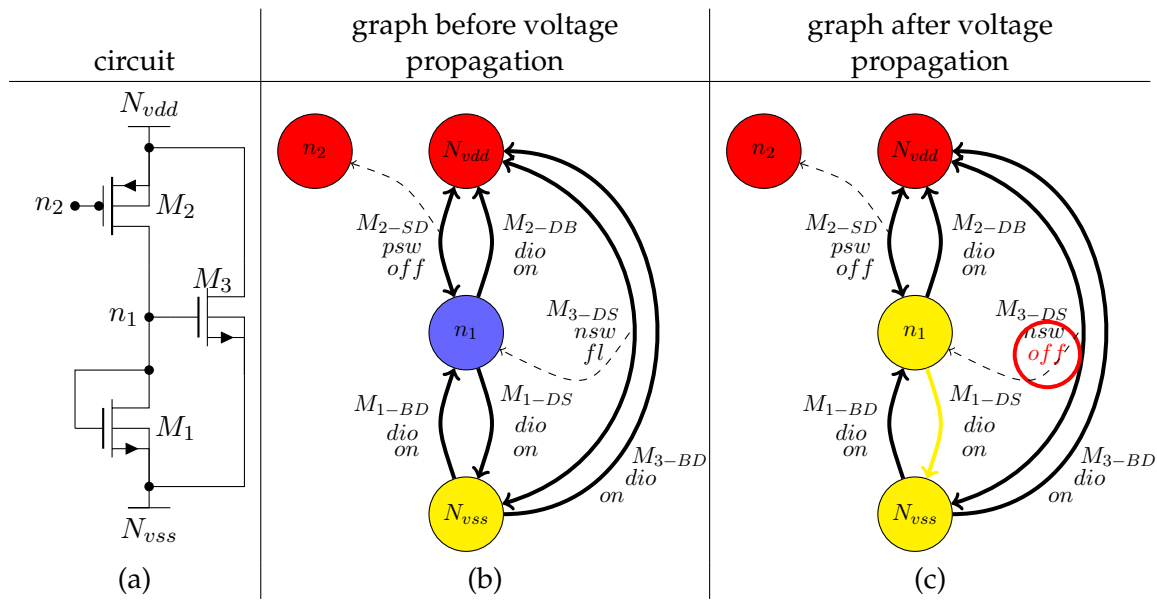 circuit
graph before voltage
propagation
graph after voltage
propagation
N_vdd
n_2
M_2
M_3
n_1
M_1
N_vss
(a)
n_2
N_vdd
M_2−SD
psw
off
M_2−DB
dio
on
n_1
M_3−DS
nsw
fl
M_1−BD
dio
on
M_1−DS
dio
on
M_3−BD
dio
on
N_vss
(b)
n_2
N_vdd
M_2−SD
psw
off
M_2−DB
dio
on
n_1
M_3−DS
nsw
off
M_1−BD
dio
on
M_1−DS
dio
on
M_3−BD
dio
on
N_vss
(c)